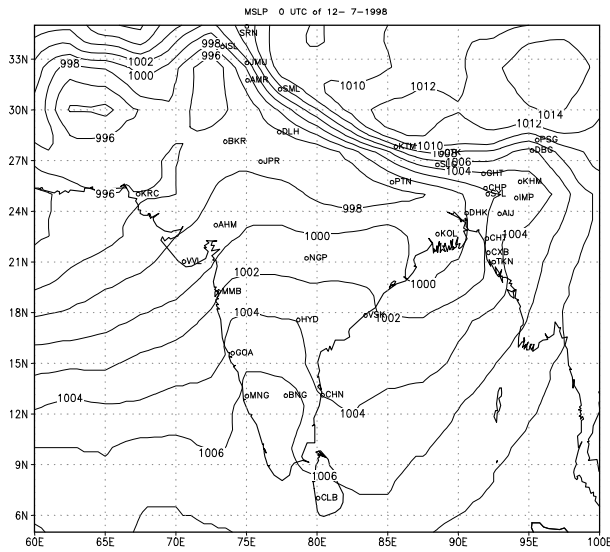 MSLP 0 UTC of 12- 7-1998
SRN
998
ISL
1002
996
33N
998
JMU
1000
AMR
1010
1012
SML
1014
30N
1012
996
BKR
DLH
KTM
1010
PSG
1008
DBG
27N
JPR
1006
1004
GHT
PTN
KHM
996
KRC
CHP
SYL
IMP
24N
998
DHK
AIJ
AHM
1000
KOL
1004
CXB
21N
VVL
NGP
TKN
1002
1000
MMB
18N
1004
HYD
VSK
1002
15N
GOA
1004
MNG
BNG
CHN
12N
1004
1006
9N
1006
CLB
6N
60E 65E 70E 75E 80E 85E 90E 95E 100E